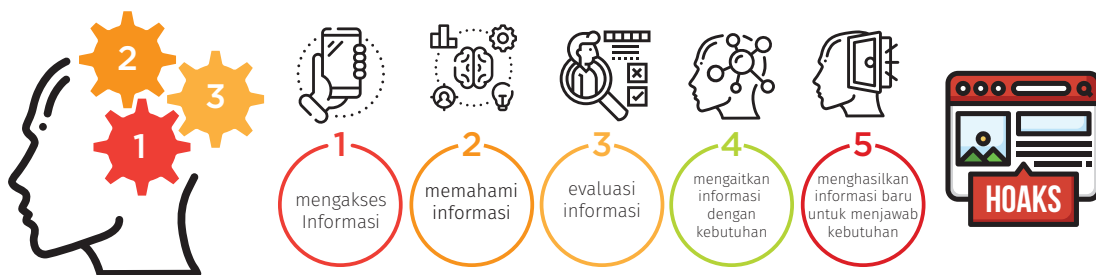 2
3
1
1
mengakses
Informasi
2
memahami
informasi
3
evaluasi
informasi
4
mengaitkan
informasi
dengan
kebutuhan
5
menghasilkan
informasi baru
untuk menjawab
kebutuhan
HOAKS